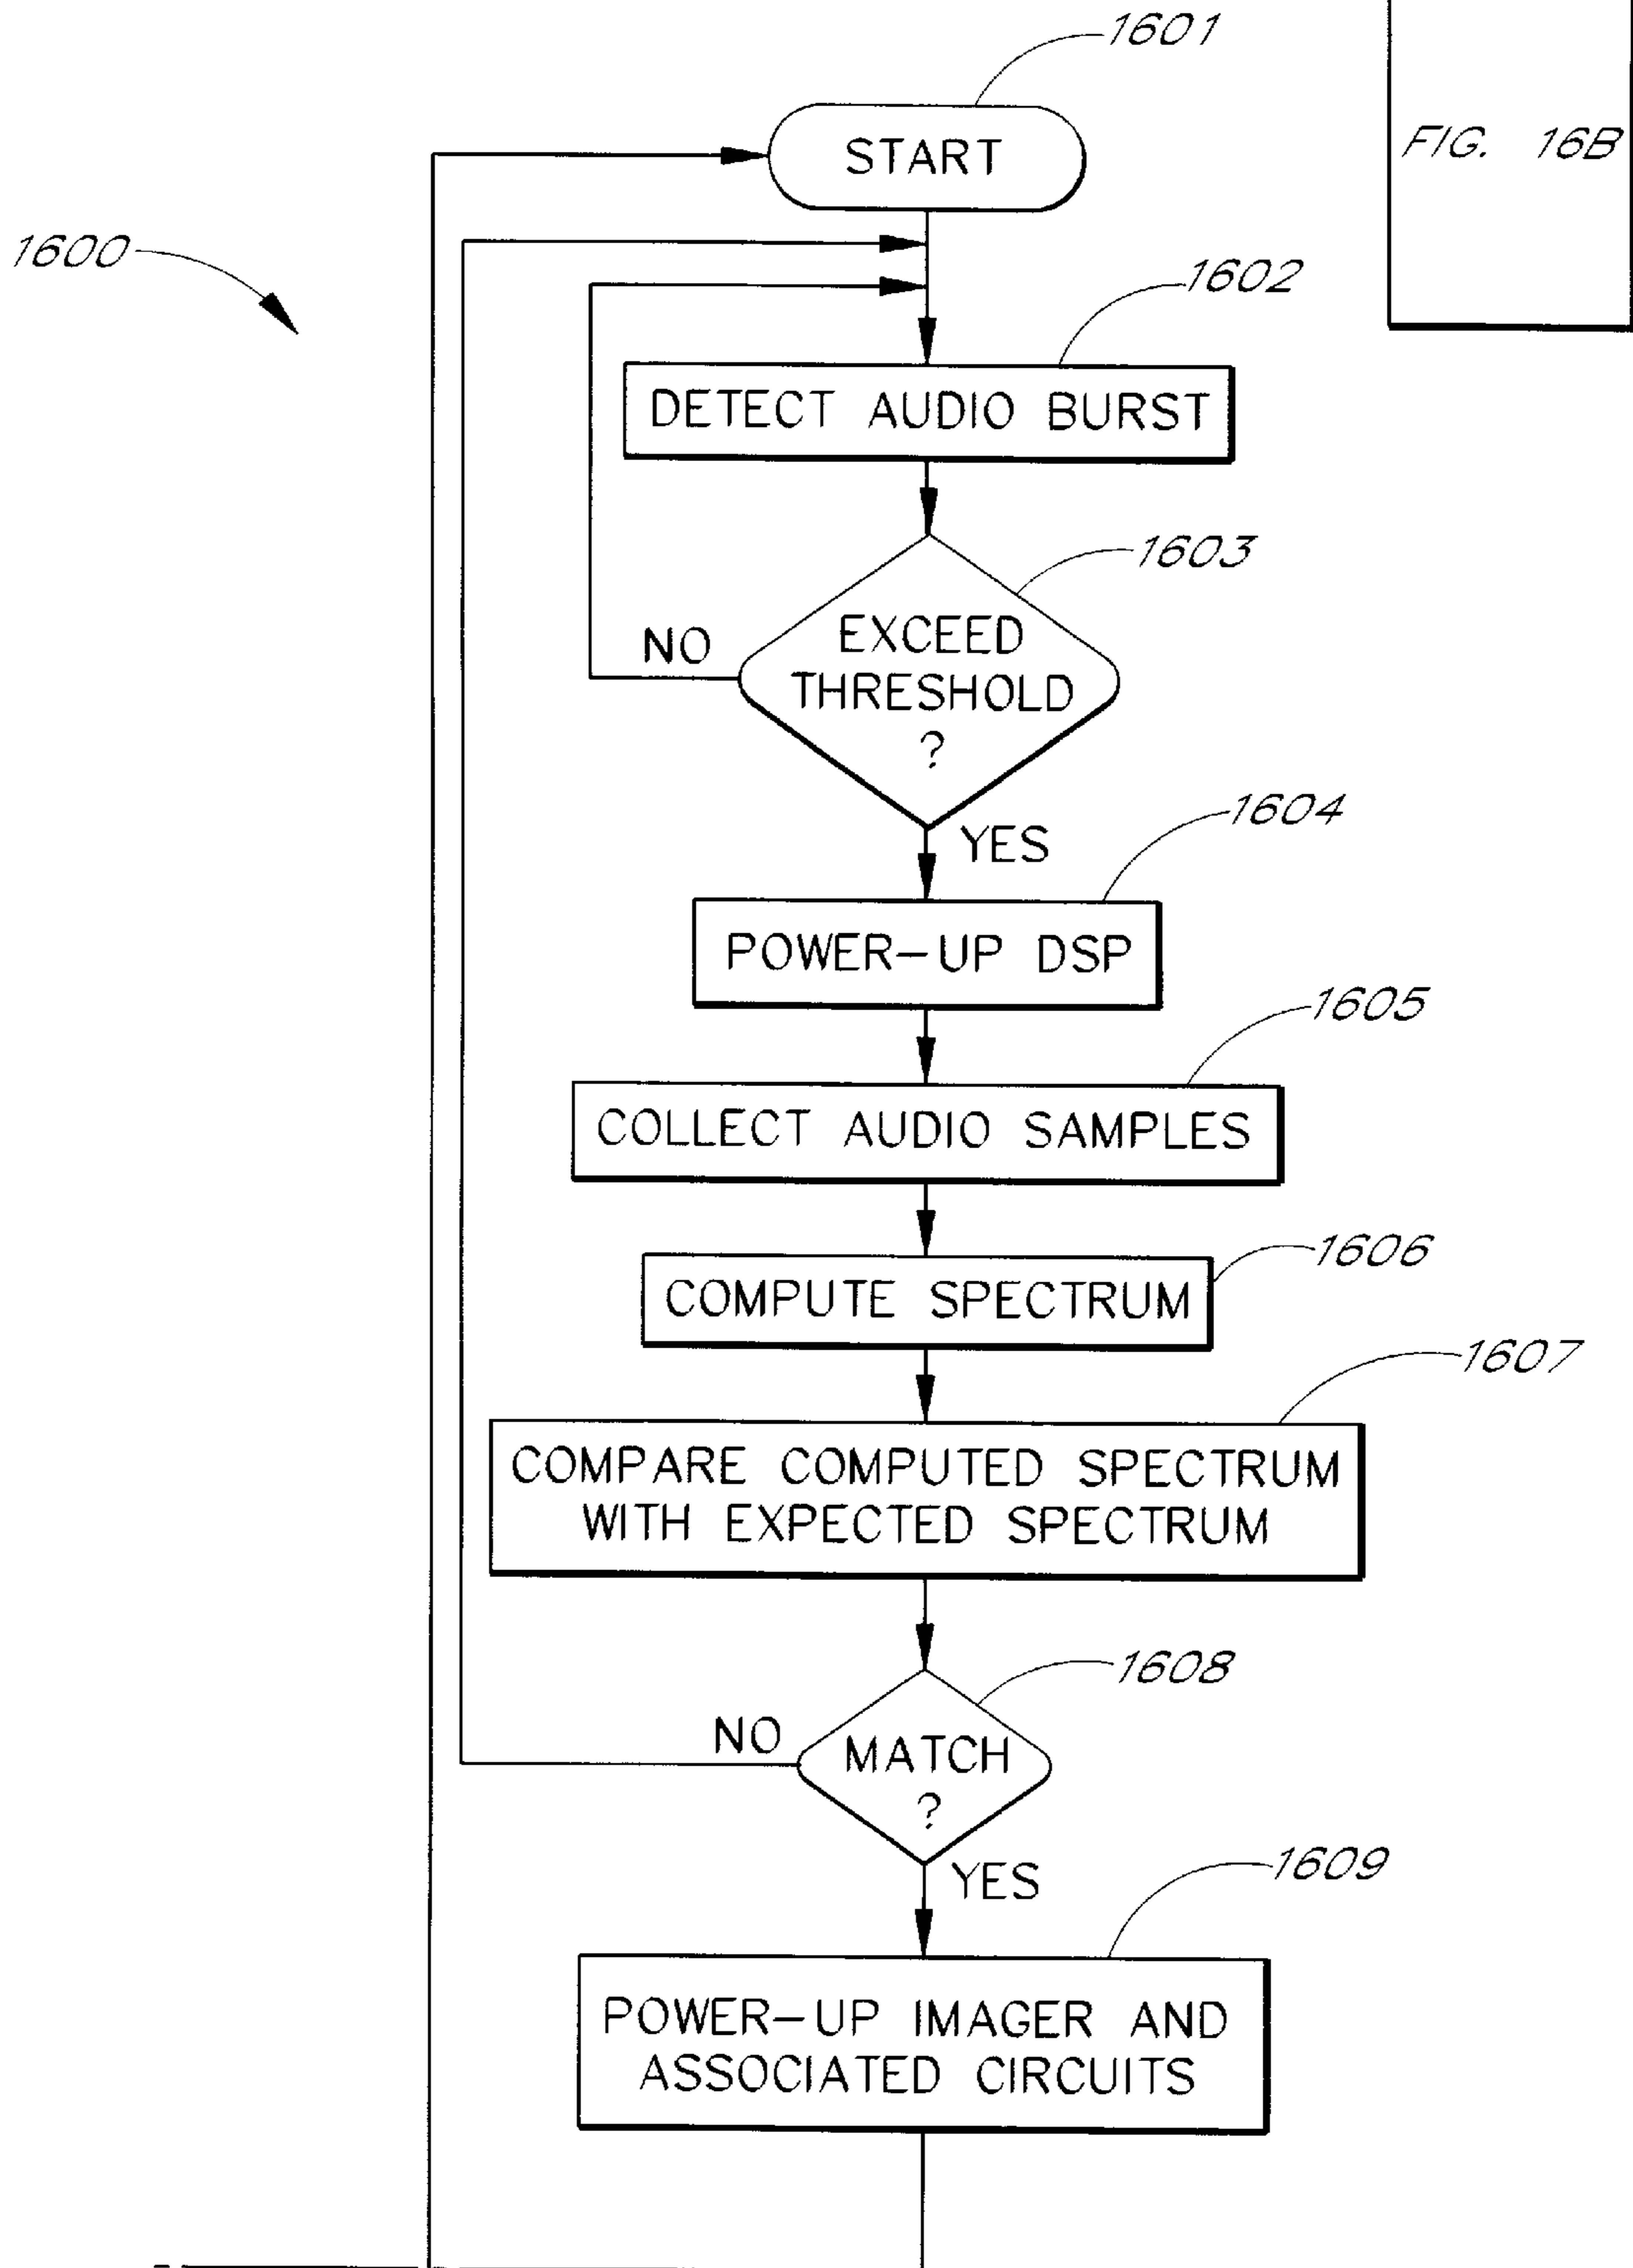 1601
START
FIG. 16B
1600
1602
DETECT AUDIO BURST
1603
EXCEED
THRESHOLD
?
NO
YES
1604
POWER-UP DSP
1605
COLLECT AUDIO SAMPLES
1606
COMPUTE SPECTRUM
1607
COMPARE COMPUTED SPECTRUM
WITH EXPECTED SPECTRUM
1608
NO
MATCH
?
YES
1609
POWER-UP IMAGER AND
ASSOCIATED CIRCUITS